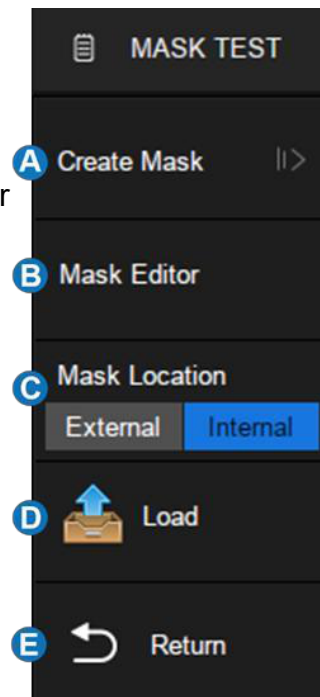 MASK TEST
A Create Mask
r
B Mask Editor
C Mask Location
External Internal
D Load
E Return